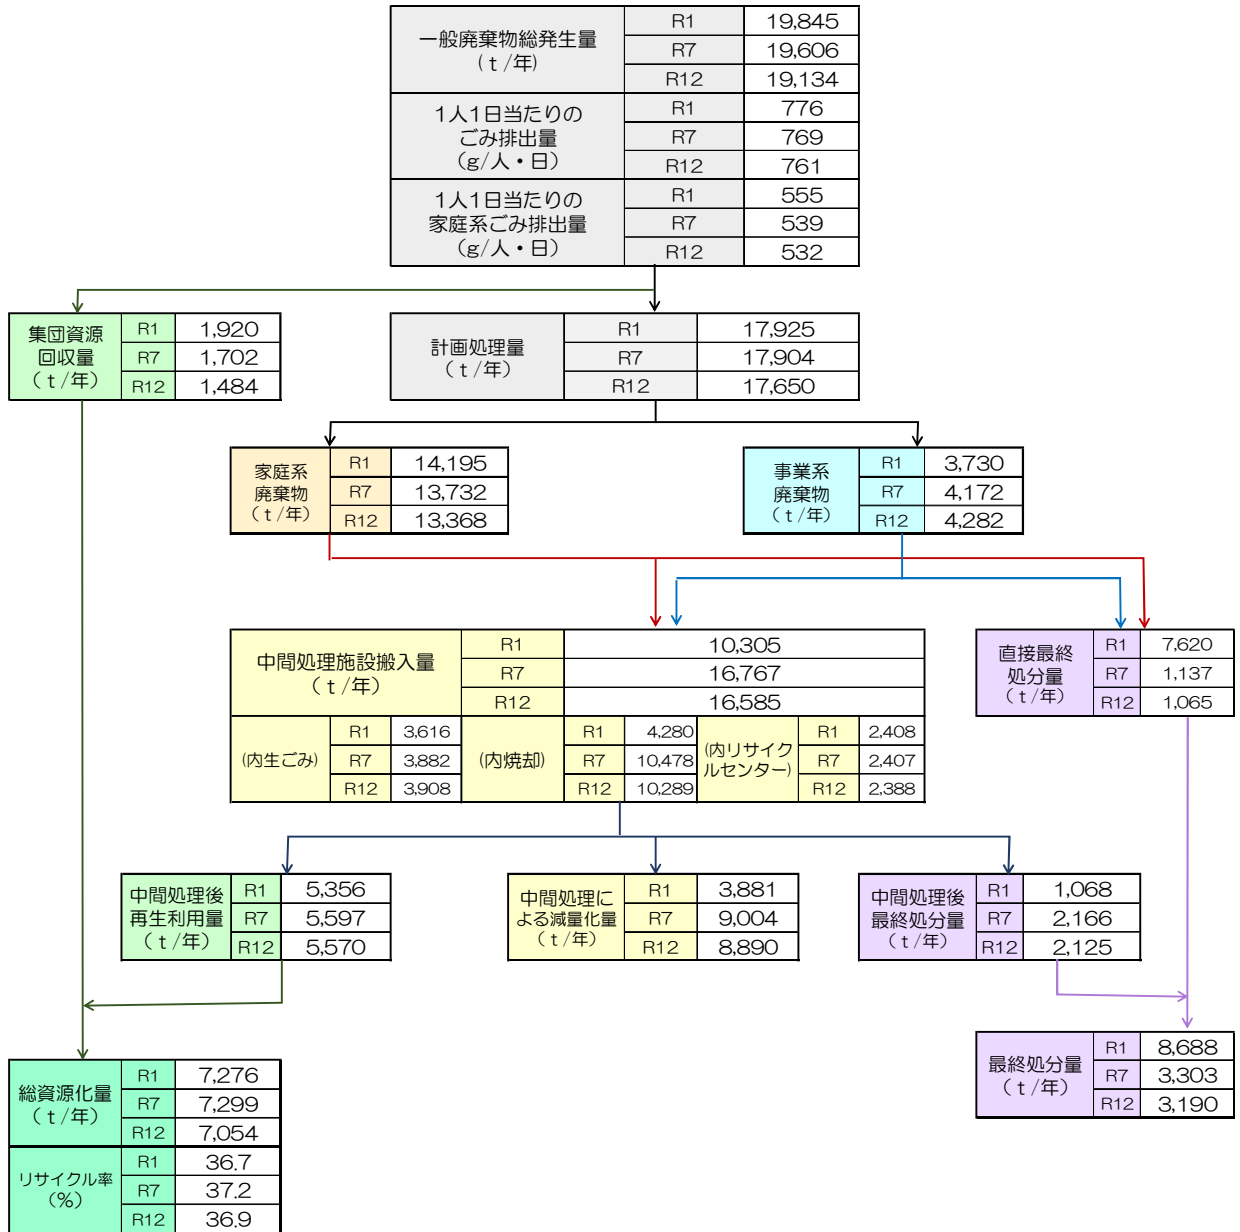 一般廃棄物総発生量
(ｔ/年)
R1 19,845
R7 19,606
R12 19,134
1人1日当たりの
ごみ排出量
(g/人・日)
R1 776
R7 769
R12 761
1人1日当たりの
家庭系ごみ排出量
(g/人・日)
R1 555
R7 539
R12 532
集団資源
回収量
(ｔ/年)
R1 1,920
R7 1,702
R12 1,484
計画処理量
(ｔ/年)
R1 17,925
R7 17,904
R12 17,650
家庭系
廃棄物
(ｔ/年)
R1 14,195
R7 13,732
R12 13,368
事業系
廃棄物
(ｔ/年)
R1 3,730
R7 4,172
R12 4,282
中間処理施設搬入量
(ｔ/年)
R1 10,305
R7 16,767
R12 16,585
(内生ごみ)
R1 3,616
R7 3,882
R12 3,908
(内焼却)
R1 4,280
R7 10,478
R12 10,289
(内リサイク
ルセンター)
R1 2,408
R7 2,407
R12 2,388
直接最終
処分量
(ｔ/年)
R1 7,620
R7 1,137
R12 1,065
中間処理後
再生利用量
(ｔ/年)
R1 5,356
R7 5,597
R12 5,570
中間処理に
よる減量化量
(ｔ/年)
R1 3,881
R7 9,004
R12 8,890
中間処理後
最終処分量
(ｔ/年)
R1 1,068
R7 2,166
R12 2,125
総資源化量
(ｔ/年)
R1 7,276
R7 7,299
R12 7,054
リサイクル率
(%)
R1 36.7
R7 37.2
R12 36.9
最終処分量
(ｔ/年)
R1 8,688
R7 3,303
R12 3,190